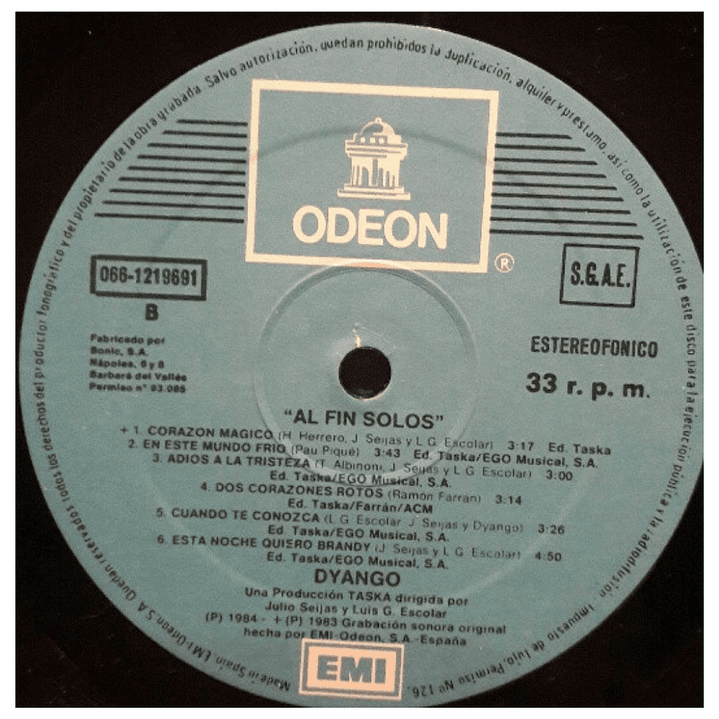 Salvo autorización, quedan prohibidos la duplicación, alquiler y prestamo, así como la utilización de este disco para la ejecución pública y la radiodifusión. Impuesto de Lujo, Permiso Nº 126.
Made in Spain. EMI-Odeon S.A. Quedan reservados todos los derechos del productor fonográfico y del propietario de la obra grabada.
ODEON
®
066-1219691
B
S.G.A.E.
Fabricado por
Sonic, S.A.
Nápoles, 6 y 8
Barberá del Vallés
Permiso n° 93.085
ESTEREOFONICO
33 r. p. m.
"AL FIN SOLOS"
+ 1. CORAZON MAGICO (H. Herrero, J. Seijas y L.G. Escolar) 3:17 Ed. Taska
2. EN ESTE MUNDO FRIO (Pau Piqué) 3:43 Ed. Taska/EGO Musical, S.A.
3. ADIOS A LA TRISTEZA (T. Albinoni, J. Seijas y L G. Escolar) 3:00
Ed. Taska/EGO Musical, S.A.
4. DOS CORAZONES ROTOS (Ramón Farrán) 3:14
Ed. Taska/Farrán/ACM
5. CUANDO TE CONOZCA (L G. Escolar J. Seijas y Dyango) 3:26
Ed. Taska/EGO Musical, S.A.
6. ESTA NOCHE QUIERO BRANDY (J. Seijas y L G. Escolar) 4:50
Ed. Taska/EGO Musical, S.A.
DYANGO
Una Producción TASKA dirigida por
Julio Seijas y Luis G. Escolar
(P) 1984 - + (P) 1983 Grabación sonora original
hecha por EMI-Odeon, S.A.-España
EMI